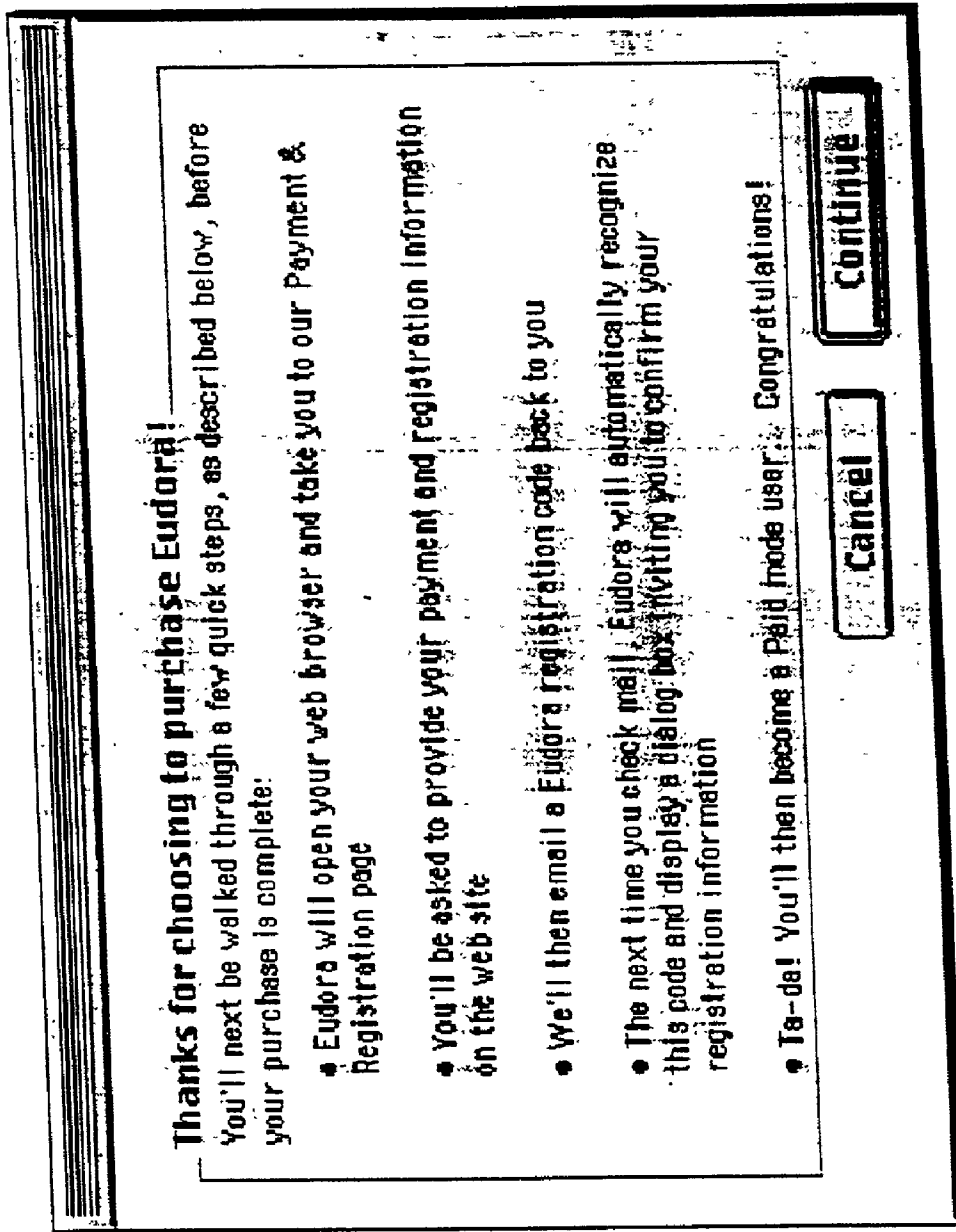 Thanks for choosing to purchase Eudora!
You'll next be walked through a few quick steps, as described below, before
your purchase is complete:
● Eudora will open your web browser and take you to our Payment &
Registration page
● You'll be asked to provide your payment and registration information
on the web site
● We'll then email a Eudora registration code back to you
● The next time you check mail, Eudora will automatically recognize
this code and display a dialog box inviting you to confirm your
registration information
● Ta-da! You'll then become a Paid mode user. Congratulations!
Cancel
Continue